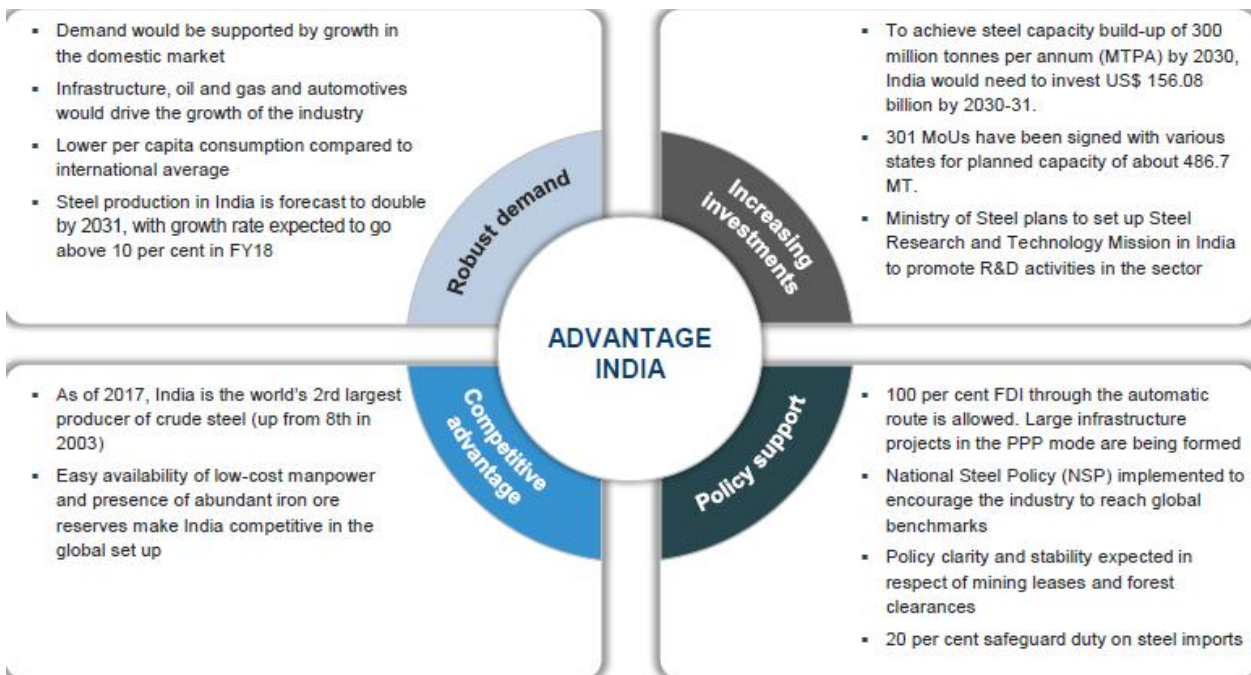 ▪ Demand would be supported by growth in
the domestic market
▪ Infrastructure, oil and gas and automotives
would drive the growth of the industry
▪ Lower per capita consumption compared to
international average
▪ Steel production in India is forecast to double
by 2031, with growth rate expected to go
above 10 per cent in FY18
Robust demand
Increasing
investments
▪ To achieve steel capacity build-up of 300
million tonnes per annum (MTPA) by 2030,
India would need to invest US$ 156.08
billion by 2030-31.
▪ 301 MoUs have been signed with various
states for planned capacity of about 486.7
MT.
▪ Ministry of Steel plans to set up Steel
Research and Technology Mission in India
to promote R&D activities in the sector
ADVANTAGE
INDIA
▪ As of 2017, India is the world's 2rd largest
producer of crude steel (up from 8th in
2003)
▪ Easy availability of low-cost manpower
and presence of abundant iron ore
reserves make India competitive in the
global set up
Competitive
advantage
Policy support
▪ 100 per cent FDI through the automatic
route is allowed. Large infrastructure
projects in the PPP mode are being formed
▪ National Steel Policy (NSP) implemented to
encourage the industry to reach global
benchmarks
▪ Policy clarity and stability expected in
respect of mining leases and forest
clearances
▪ 20 per cent safeguard duty on steel imports